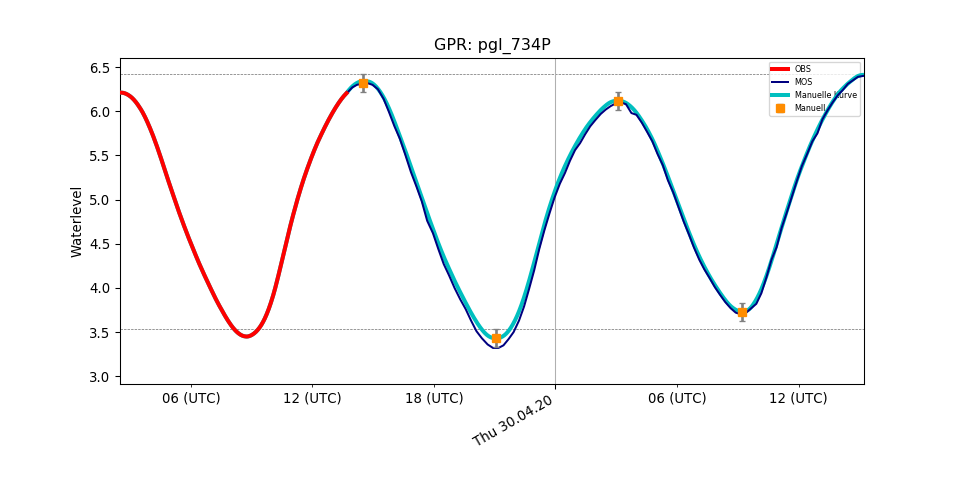 GPR: pgl_734P
6.5
6.0
5.5
5.0
4.5
4.0
3.5
3.0
Waterlevel
OBS
MOS
Manuelle Kurve
Manuell
06 (UTC)
12 (UTC)
18 (UTC)
Thu 30.04.20
06 (UTC)
12 (UTC)